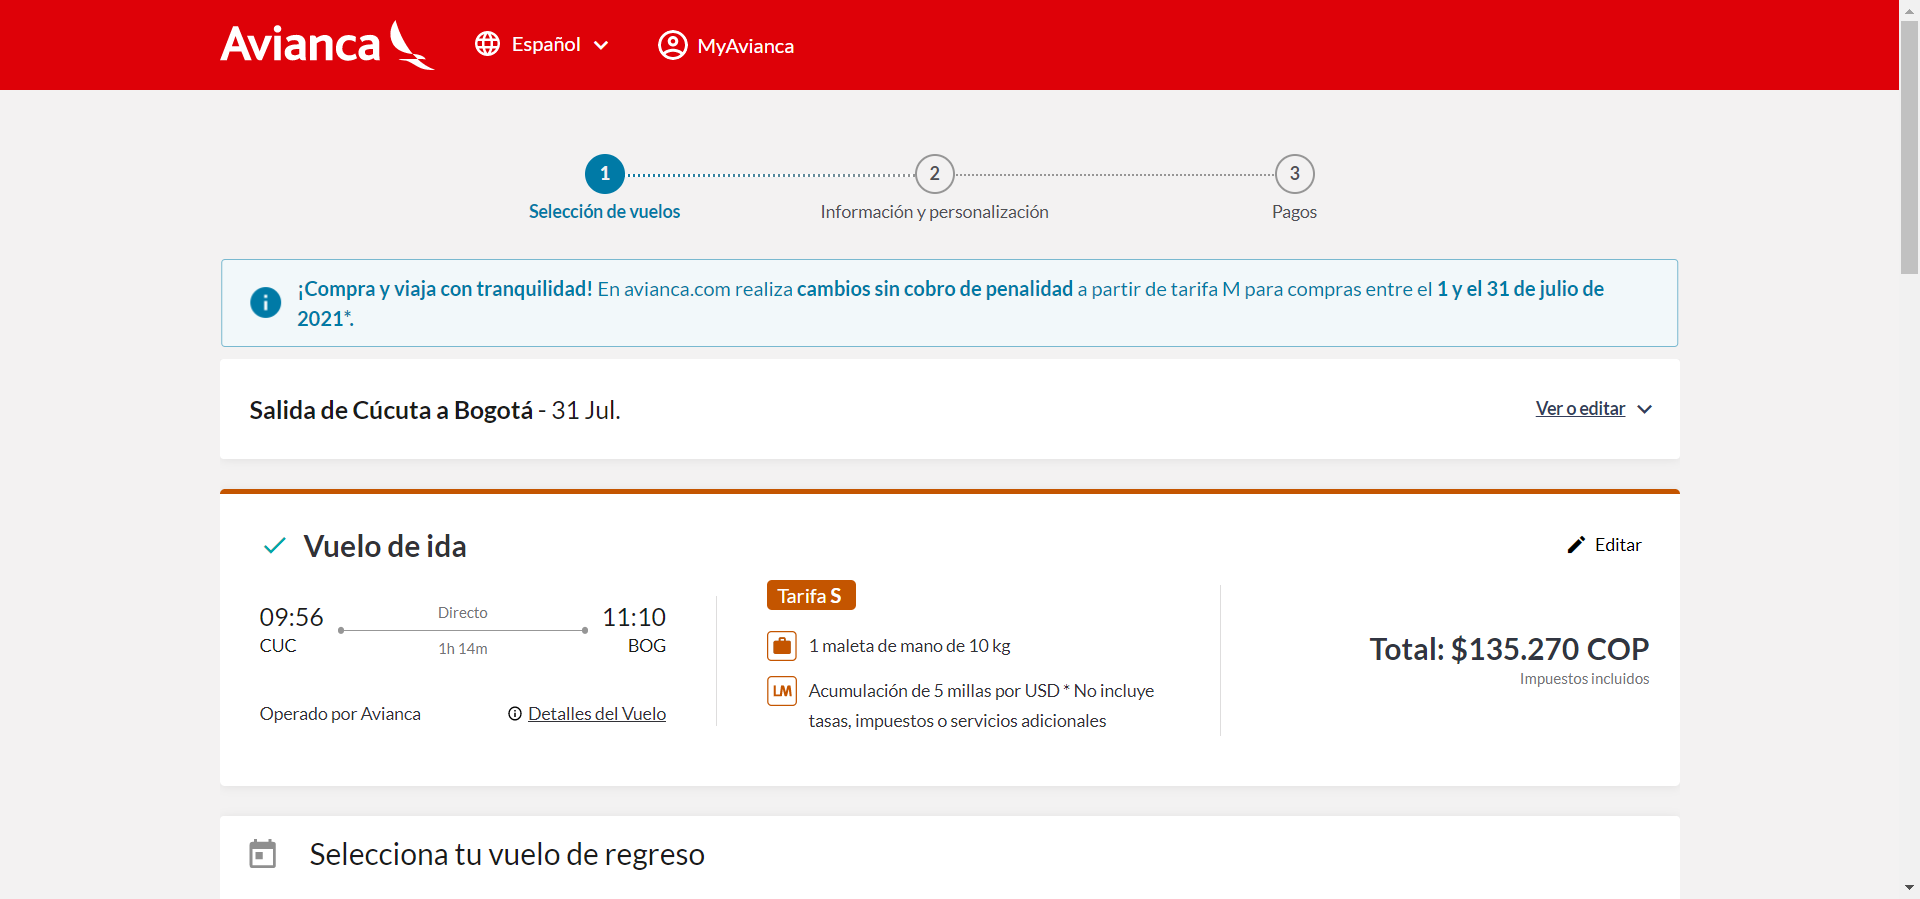 Avianca
Español
MyAvianca
1
2
3
Selección de vuelos
Información y personalización
Pagos
¡Compra y viaja con tranquilidad! En avianca.com realiza cambios sin cobro de penalidad a partir de tarifa M para compras entre el 1 y el 31 de julio de
2021*.
Salida de Cúcuta a Bogotá - 31 Jul.
Ver o editar
Vuelo de ida
Editar
09:56
Directo
11:10
CUC
1h 14m
BOG
Operado por Avianca
Detalles del Vuelo
Tarifa S
1 maleta de mano de 10 kg
LM
Acumulación de 5 millas por USD * No incluye
tasas, impuestos o servicios adicionales
Total: $135.270 COP
Impuestos incluidos
Selecciona tu vuelo de regreso